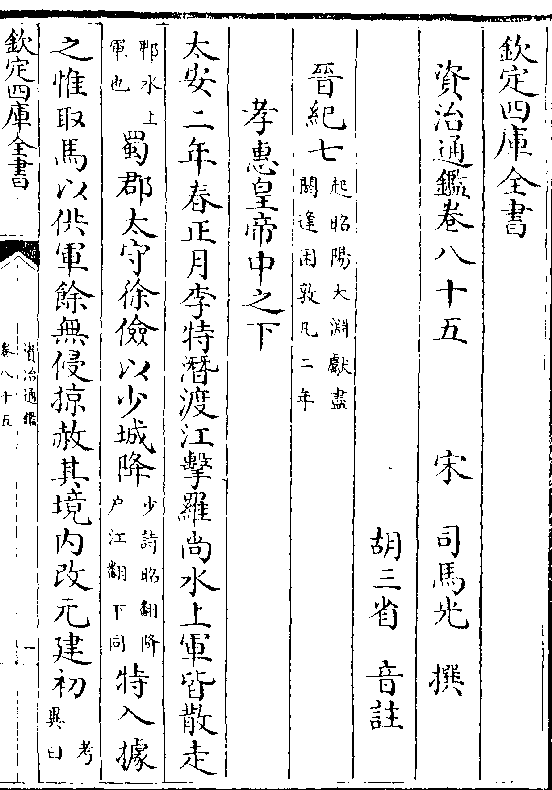 欽定四庫全書
資治通鑑卷八十五
宋 司馬光 撰
胡三省 音註
晉紀七起昭陽大淵獻盡
閼逢困敦凡二年
孝惠皇帝中之下
太安二年春正月李特潛渡江擊羅尚水上軍皆散走
郫水上
軍也
蜀郡太守徐儉以少城降少詩昭翻降
户江翻下同
特入據
之惟取馬以供軍餘無侵掠赦其境內改元建初考
異曰
欽定四庫全書
資治通鑑
卷八十五
一